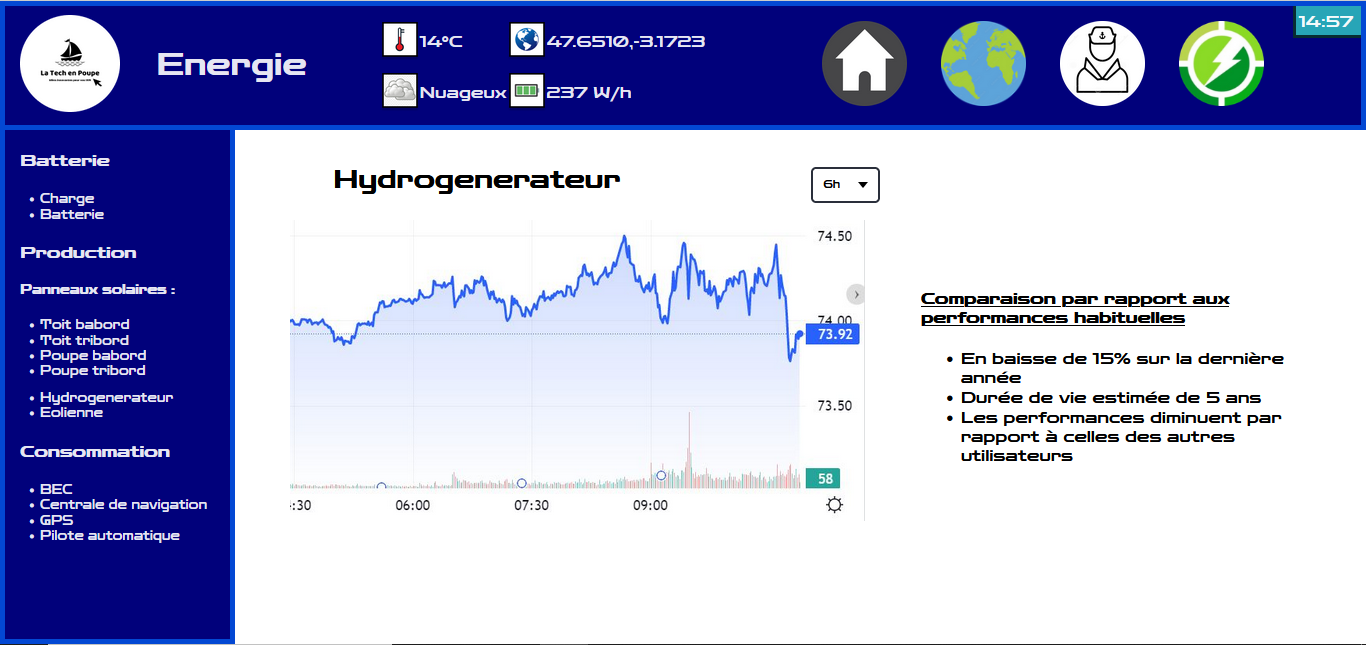 14:57
La Tech en Poupe
Energie
14°C
47.6510,-3.1723
Nuageux
237 W/h
Batterie
• Charge
• Batterie
Production
Panneaux solaires :
• Toit babord
• Toit tribord
• Poupe babord
• Poupe tribord
• Hydrogenerateur
• Eolienne
Consommation
• BEC
• Centrale de navigation
• GPS
• Pilote automatique
Hydrogenerateur
6h
74.50
74.00
73.92
73.50
58
:30
06:00
07:30
09:00
Comparaison par rapport aux
performances habituelles
• En baisse de 15% sur la dernière
année
• Durée de vie estimée de 5 ans
• Les performances diminuent par
rapport à celles des autres
utilisateurs